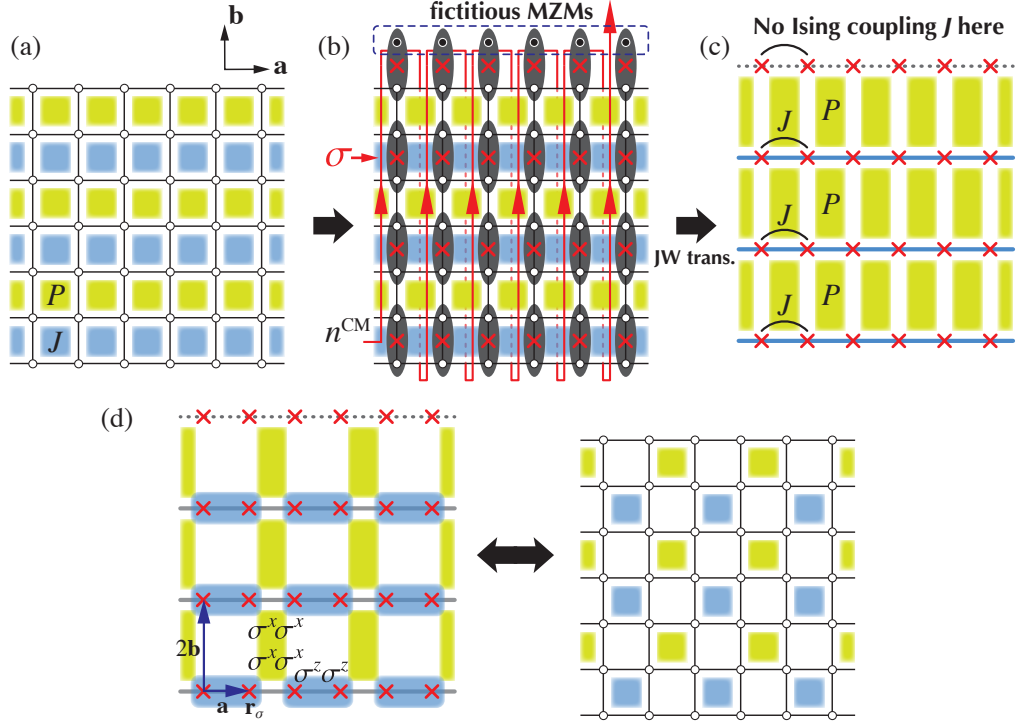 (a)
b
a
P
J
(b)
fictitious MZMs
σ
n^CM
JW trans.
(c)
No Ising coupling J here
J
P
J
P
J
P
(d)
2b
a
r_σ
σ^x σ^x
σ^x σ^x
σ^z σ^z